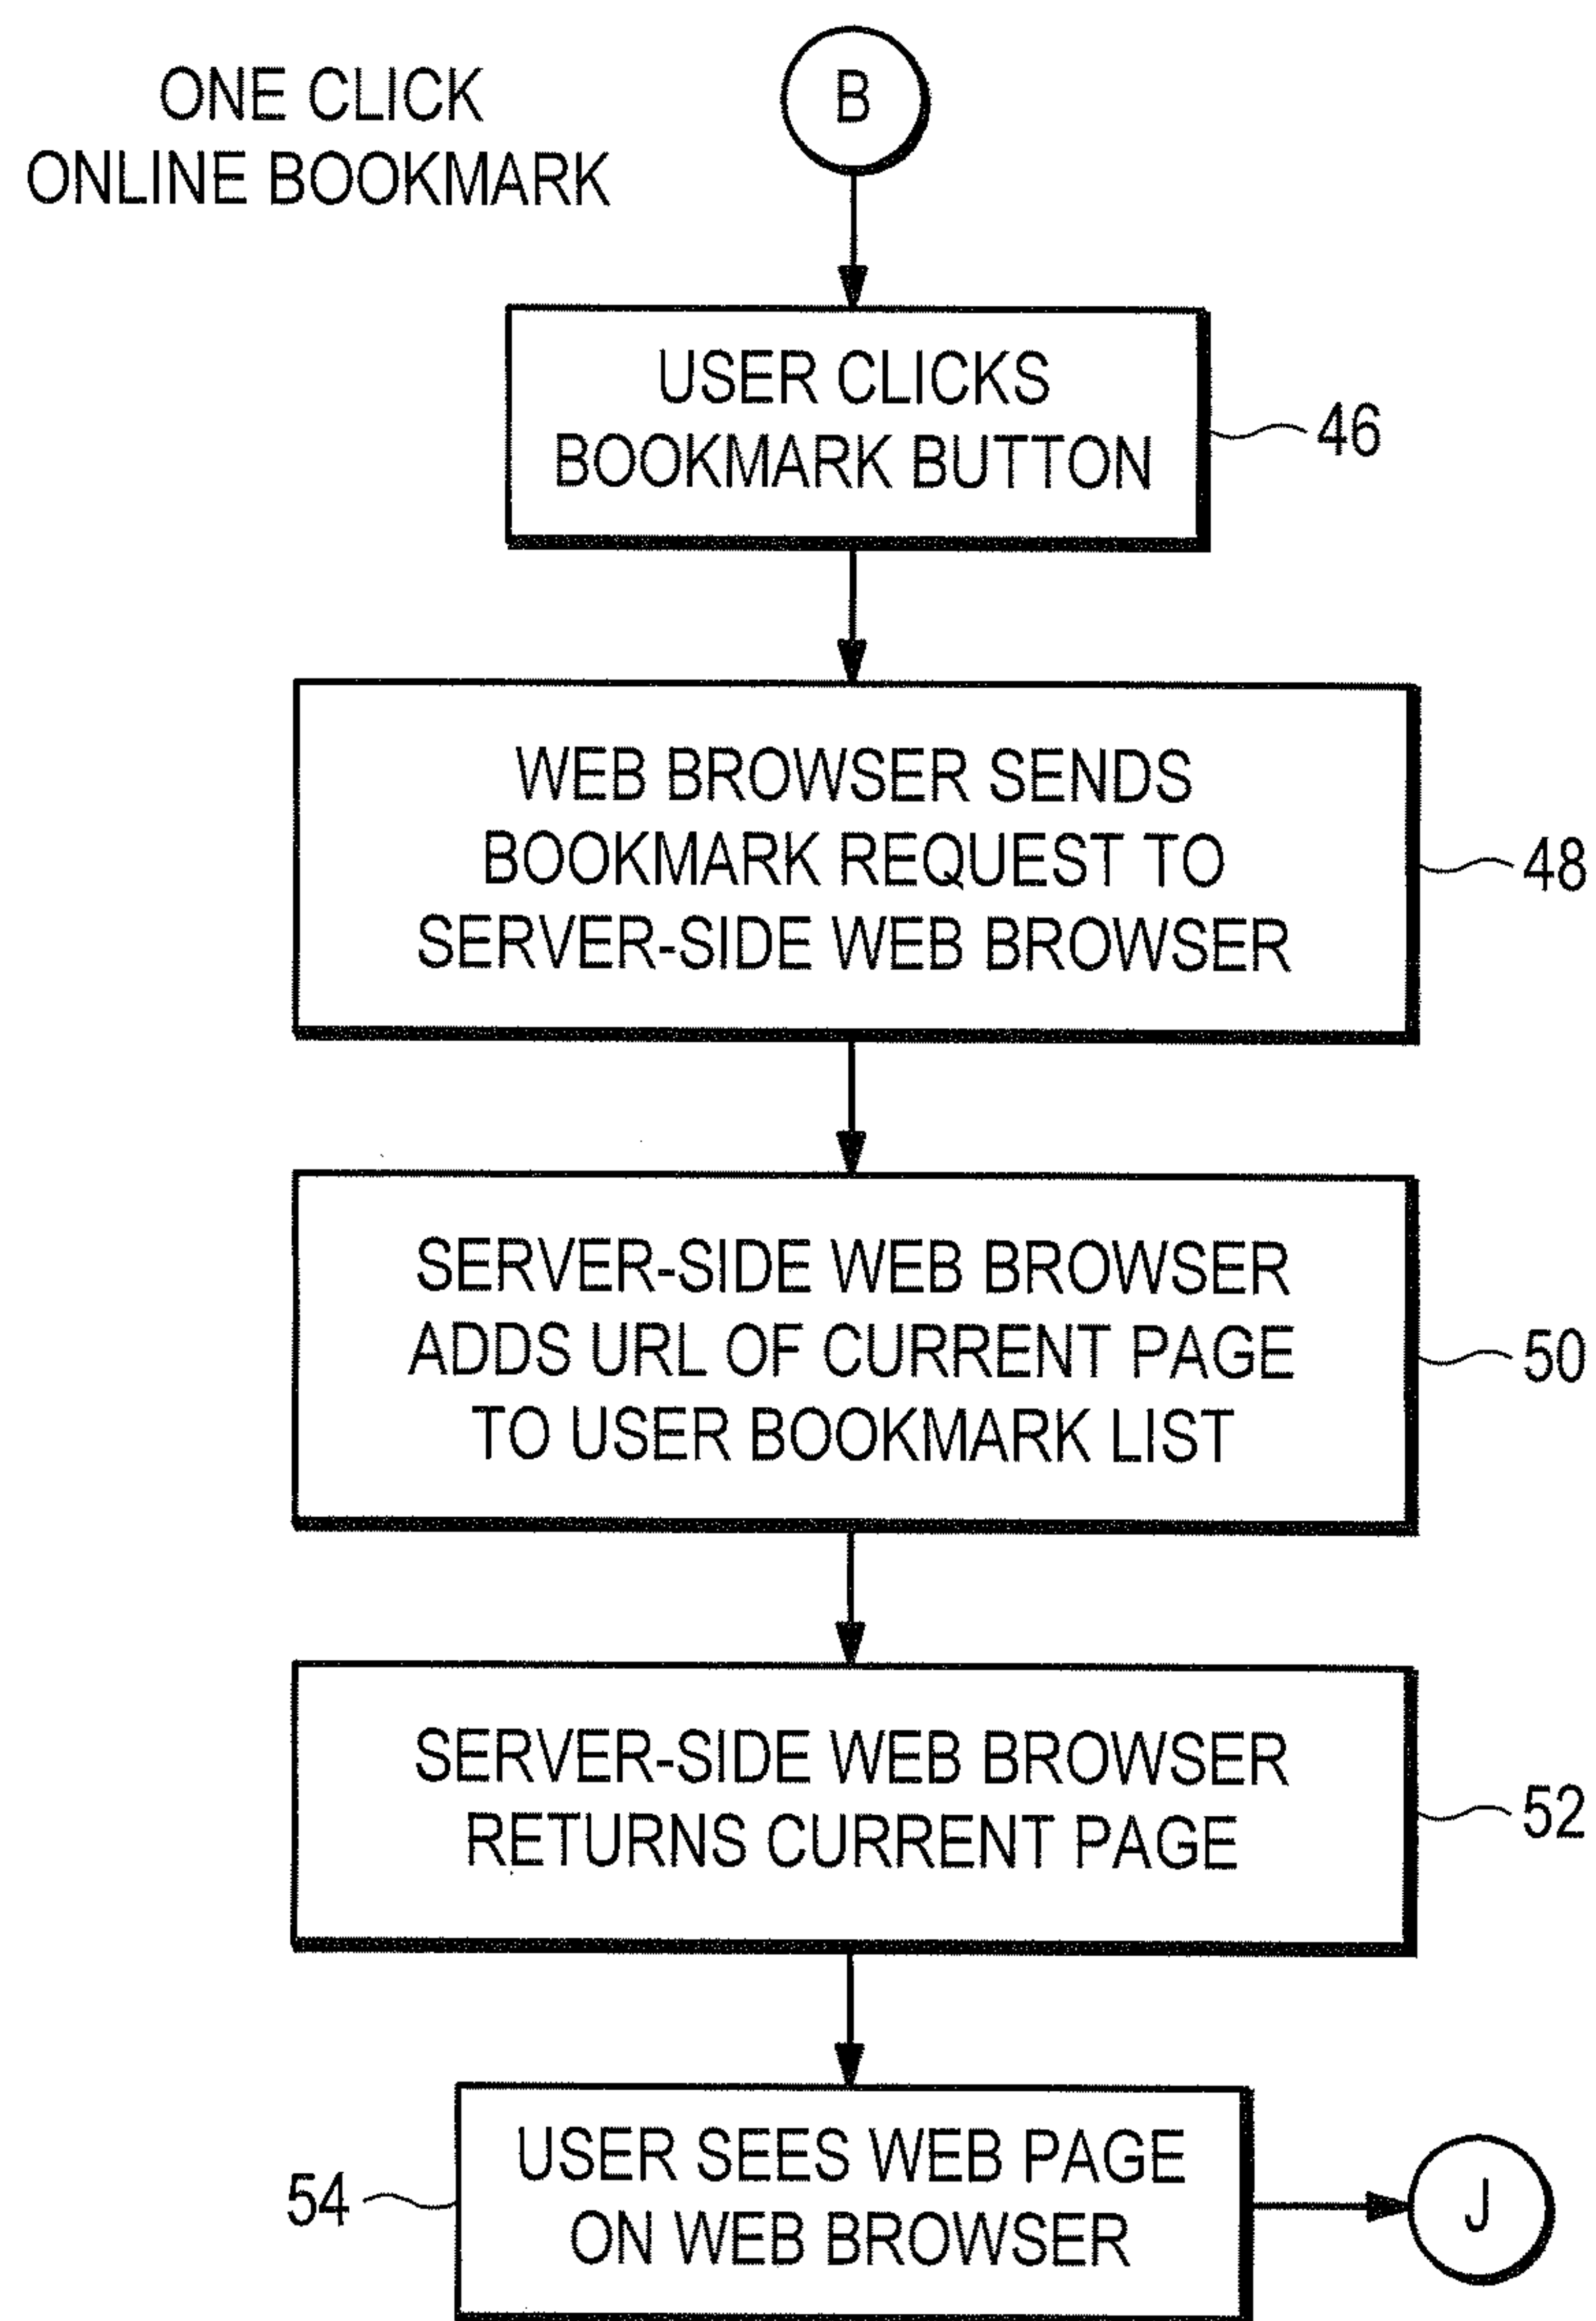 ONE CLICK
ONLINE BOOKMARK
B
USER CLICKS
BOOKMARK BUTTON
46
WEB BROWSER SENDS
BOOKMARK REQUEST TO
SERVER-SIDE WEB BROWSER
48
SERVER-SIDE WEB BROWSER
ADDS URL OF CURRENT PAGE
TO USER BOOKMARK LIST
50
SERVER-SIDE WEB BROWSER
RETURNS CURRENT PAGE
52
USER SEES WEB PAGE
ON WEB BROWSER
54
J